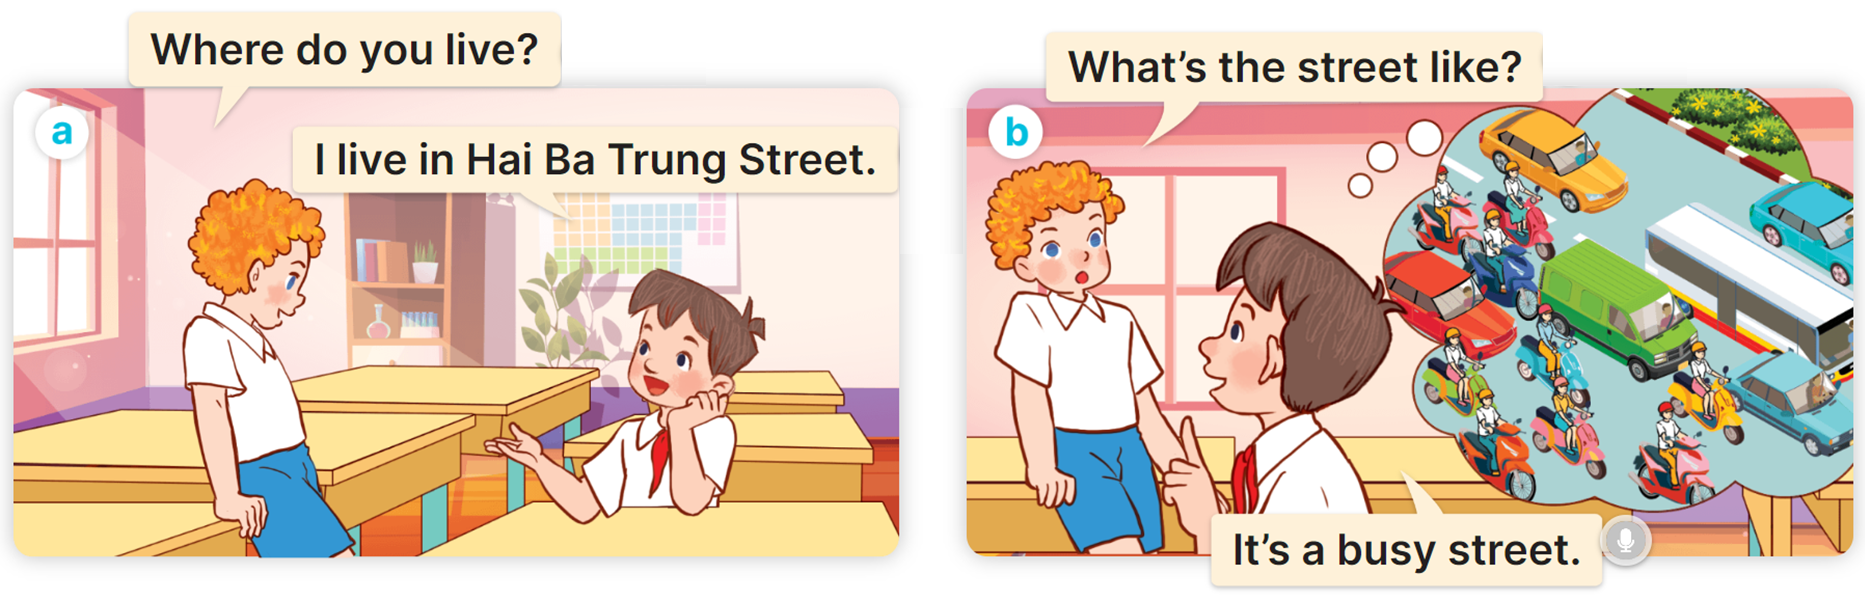 Where do you live?
a
I live in Hai Ba Trung Street.
What's the street like?
b
It's a busy street.